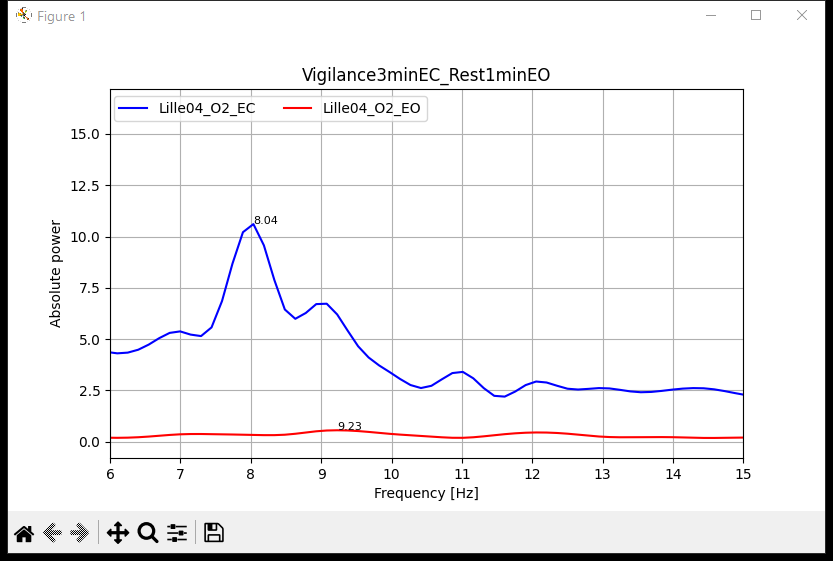 Figure 1
Vigilance3minEC_Rest1minEO
Lille04_O2_EC Lille04_O2_EO
15.0
12.5
10.0
7.5
5.0
2.5
0.0
Absolute power
8.04
9.23
6 7 8 9 10 11 12 13 14 15
Frequency [Hz]